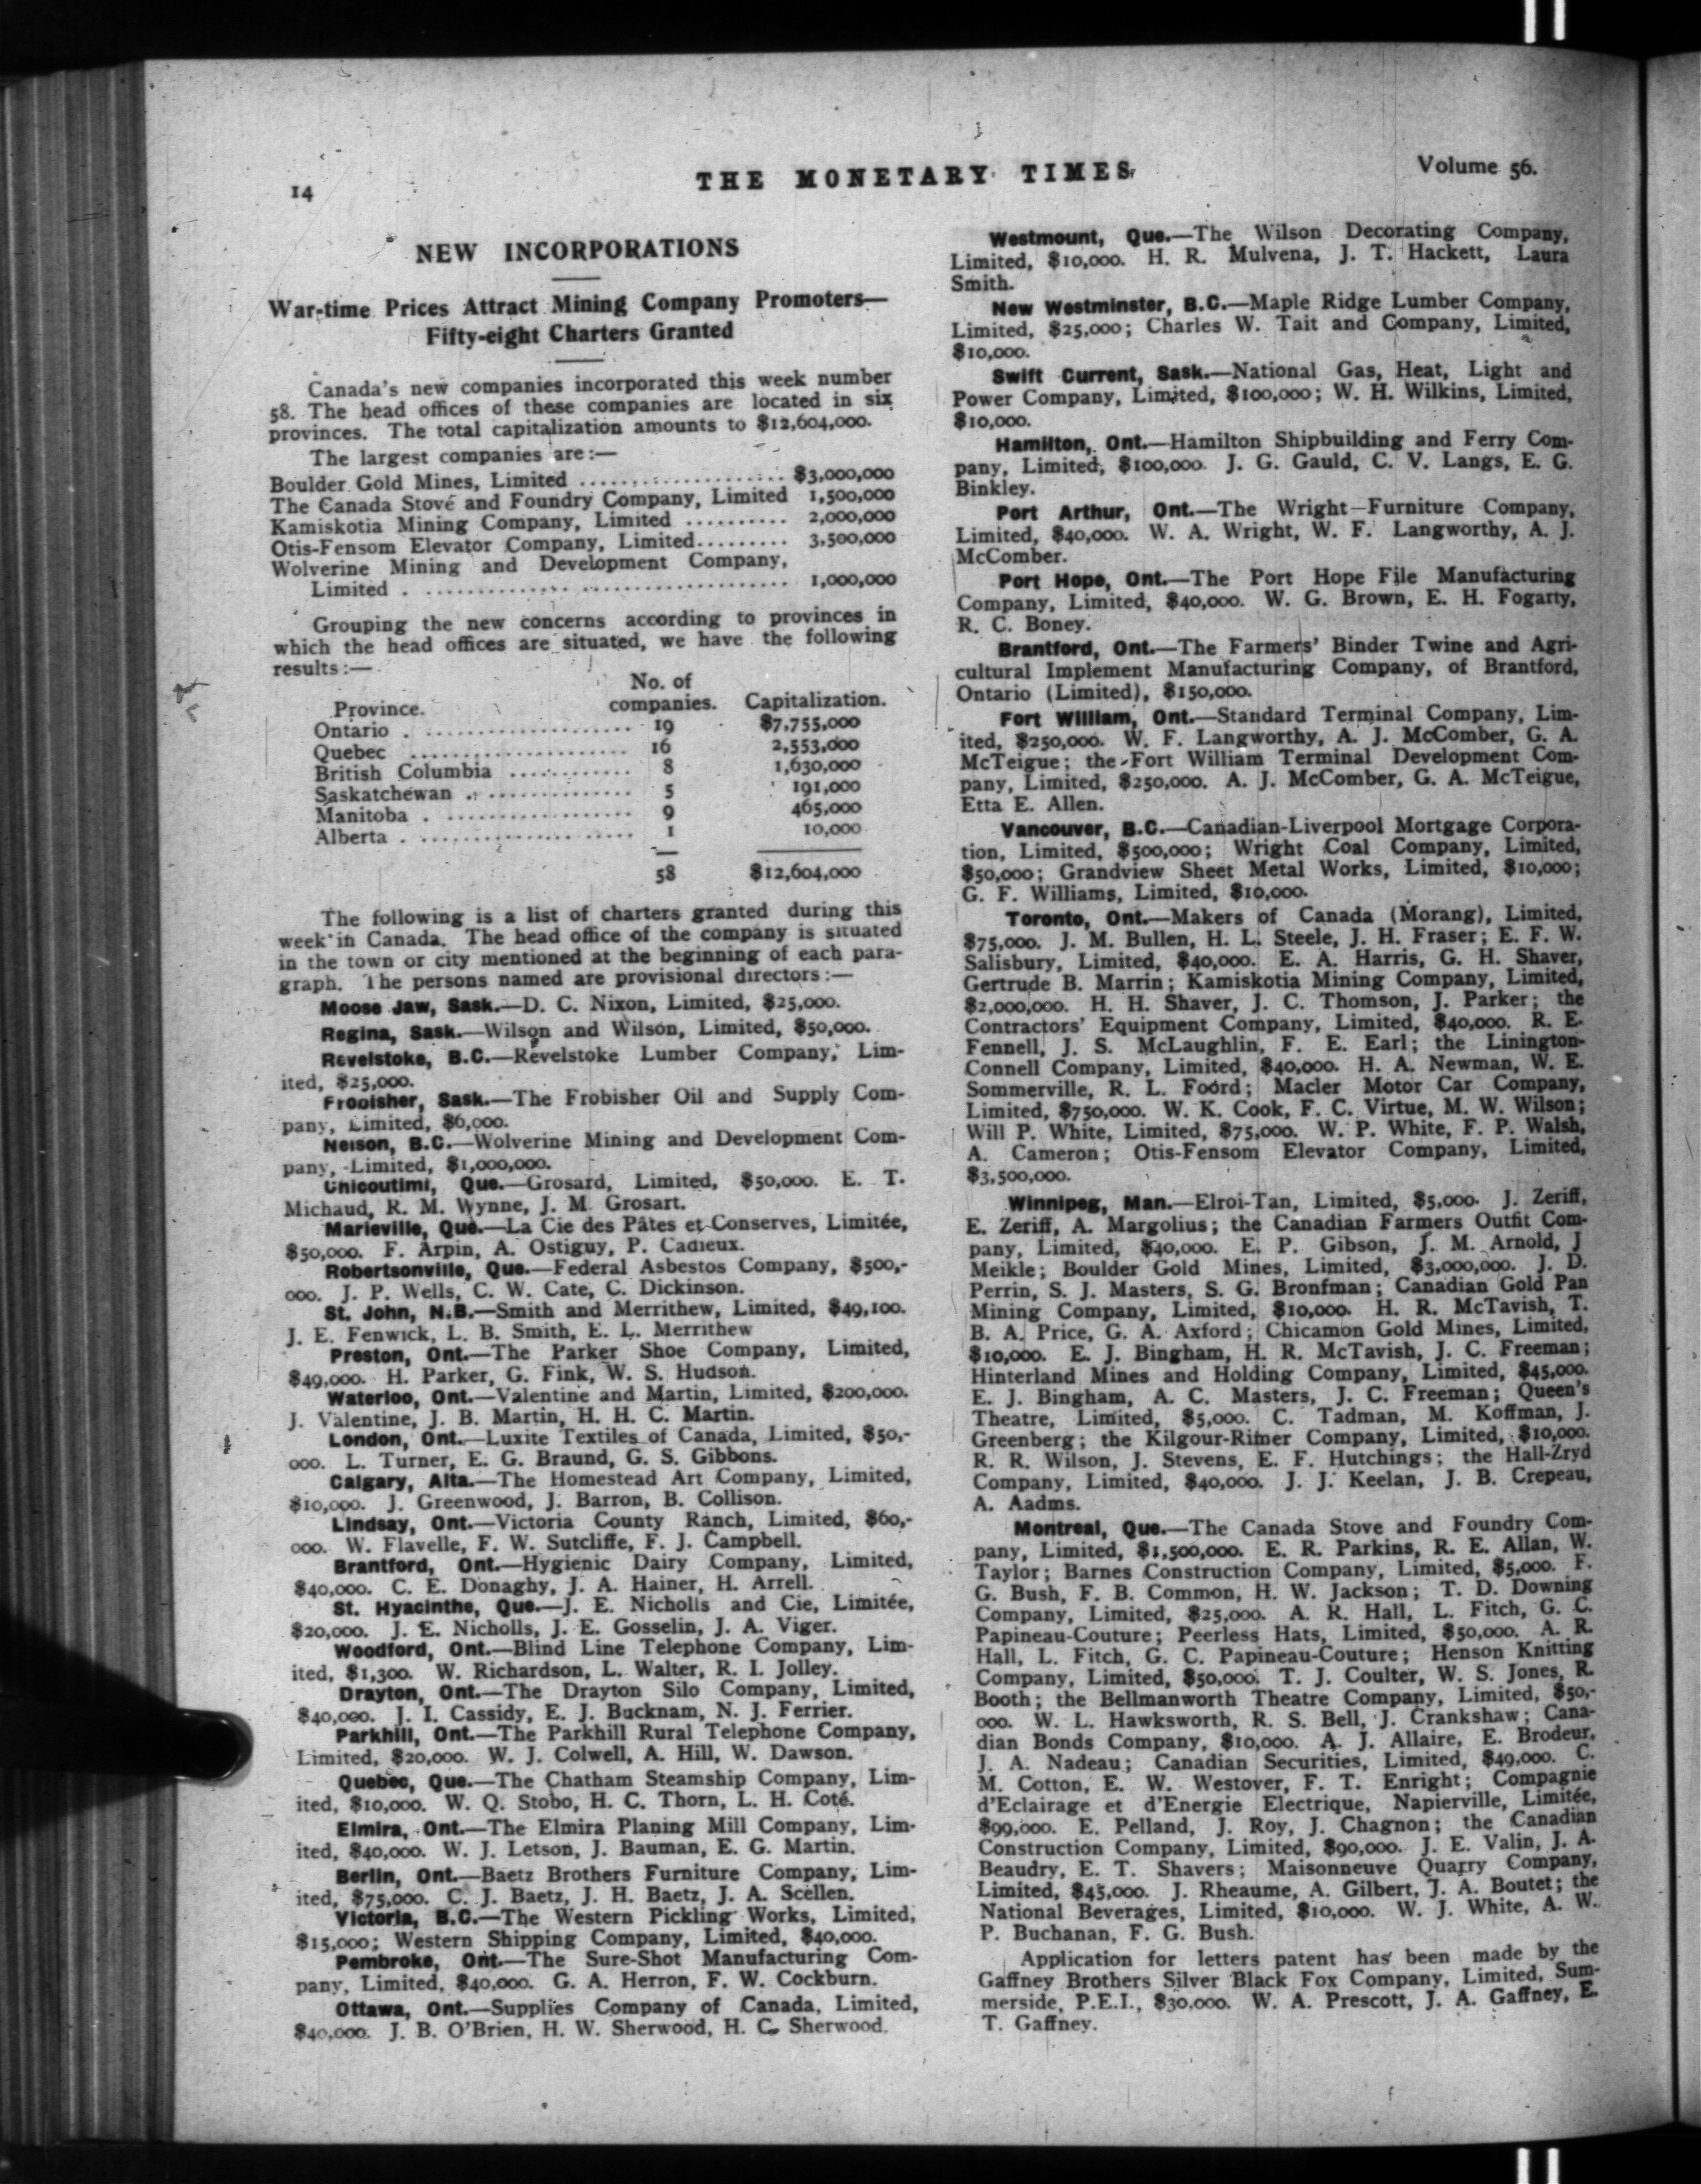 14
THE MONETARY TIMES
Volume 56.
NEW INCORPORATIONS
War-time Prices Attract Mining Company Promoters—
Fifty-eight Charters Granted
Canada's new companies incorporated this week number
58. The head offices of these companies are located in six
provinces. The total capitalization amounts to $12,604,000.
The largest companies are:—
Boulder Gold Mines, Limited .................... $3,000,000
The Canada Stove and Foundry Company, Limited 1,500,000
Kamiskotia Mining Company, Limited .......... 2,000,000
Otis-Fensom Elevator Company, Limited......... 3,500,000
Wolverine Mining and Development Company,
Limited . .................................. 1,000,000
Grouping the new concerns according to provinces in
which the head offices are situated, we have the following
results:—
No. of
Province. companies. Capitalization.
Ontario . .................... 19 $7,755,000
Quebec ..................... 16 2,553,000
British Columbia ............ 8 1,630,000
Saskatchewan . .............. 5 191,000
Manitoba . .................. 9 465,000
Alberta . ..................... 1 10,000
58 $12,604,000
The following is a list of charters granted during this
week in Canada. The head office of the company is situated
in the town or city mentioned at the beginning of each para-
graph. The persons named are provisional directors:—
Moose Jaw, Sask.—D. C. Nixon, Limited, $25,000.
Regina, Sask.—Wilson and Wilson, Limited, $50,000.
Revelstoke, B.C.—Revelstoke Lumber Company, Lim-
ited, $25,000.
Frobisher, Sask.—The Frobisher Oil and Supply Com-
pany, Limited, $6,000.
Nelson, B.C.—Wolverine Mining and Development Com-
pany, Limited, $1,000,000.
Chicoutimi, Que.—Grosard, Limited, $50,000. E. T.
Michaud, R. M. Wynne, J. M. Grosart.
Marieville, Que.—La Cie des Pâtes et Conserves, Limitée,
$50,000. F. Arpin, A. Ostiguy, P. Cadieux.
Robertsonville, Que.—Federal Asbestos Company, $500,-
000. J. P. Wells, C. W. Cate, C. Dickinson.
St. John, N.B.—Smith and Merrithew, Limited, $49,100.
J. E. Fenwick, L. B. Smith, E. L. Merrithew
Preston, Ont.—The Parker Shoe Company, Limited,
$49,000. H. Parker, G. Fink, W. S. Hudson.
Waterloo, Ont.—Valentine and Martin, Limited, $200,000.
J. Valentine, J. B. Martin, H. H. C. Martin.
London, Ont.—Luxite Textiles of Canada, Limited, $50,-
000. L. Turner, E. G. Braund, G. S. Gibbons.
Calgary, Alta.—The Homestead Art Company, Limited,
$10,000. J. Greenwood, J. Barron, B. Collison.
Lindsay, Ont.—Victoria County Ranch, Limited, $60,-
000. W. Flavelle, F. W. Sutcliffe, F. J. Campbell.
Brantford, Ont.—Hygienic Dairy Company, Limited,
$40,000. C. E. Donaghy, J. A. Hainer, H. Arrell.
St. Hyacinthe, Que.—J. E. Nicholls and Cie, Limitée,
$20,000. J. E. Nicholls, J. E. Gosselin, J. A. Viger.
Woodford, Ont.—Blind Line Telephone Company, Lim-
ited, $1,300. W. Richardson, L. Walter, R. I. Jolley.
Drayton, Ont.—The Drayton Silo Company, Limited,
$40,000. J. I. Cassidy, E. J. Bucknam, N. J. Ferrier.
Parkhill, Ont.—The Parkhill Rural Telephone Company,
Limited, $20,000. W. J. Colwell, A. Hill, W. Dawson.
Quebec, Que.—The Chatham Steamship Company, Lim-
ited, $10,000. W. Q. Stobo, H. C. Thorn, L. H. Coté.
Elmira, Ont.—The Elmira Planing Mill Company, Lim-
ited, $40,000. W. J. Letson, J. Bauman, E. G. Martin.
Berlin, Ont.—Baetz Brothers Furniture Company, Lim-
ited, $75,000. C. J. Baetz, J. H. Baetz, J. A. Scellen.
Victoria, B.C.—The Western Pickling Works, Limited,
$15,000; Western Shipping Company, Limited, $40,000.
Pembroke, Ont.—The Sure-Shot Manufacturing Com-
pany, Limited, $40,000. G. A. Herron, F. W. Cockburn.
Ottawa, Ont.—Supplies Company of Canada, Limited,
$40,000. J. B. O'Brien, H. W. Sherwood, H. C. Sherwood.
Westmount, Que.—The Wilson Decorating Company,
Limited, $10,000. H. R. Mulvena, J. T. Hackett, Laura
Smith.
New Westminster, B.C.—Maple Ridge Lumber Company,
Limited, $25,000; Charles W. Tait and Company, Limited,
$10,000.
Swift Current, Sask.—National Gas, Heat, Light and
Power Company, Limited, $100,000; W. H. Wilkins, Limited,
$10,000.
Hamilton, Ont.—Hamilton Shipbuilding and Ferry Com-
pany, Limited, $100,000. J. G. Gauld, C. V. Langs, E. G.
Binkley.
Port Arthur, Ont.—The Wright Furniture Company,
Limited, $40,000. W. A. Wright, W. F. Langworthy, A. J.
McComber.
Port Hope, Ont.—The Port Hope File Manufacturing
Company, Limited, $40,000. W. G. Brown, E. H. Fogarty,
R. C. Boney.
Brantford, Ont.—The Farmers' Binder Twine and Agri-
cultural Implement Manufacturing Company, of Brantford,
Ontario (Limited), $150,000.
Fort William, Ont.—Standard Terminal Company, Lim-
ited, $250,000. W. F. Langworthy, A. J. McComber, G. A.
McTeigue; the Fort William Terminal Development Com-
pany, Limited, $250,000. A. J. McComber, G. A. McTeigue,
Etta E. Allen.
Vancouver, B.C.—Canadian-Liverpool Mortgage Corpora-
tion, Limited, $500,000; Wright Coal Company, Limited,
$50,000; Grandview Sheet Metal Works, Limited, $10,000;
G. F. Williams, Limited, $10,000.
Toronto, Ont.—Makers of Canada (Morang), Limited,
$75,000. J. M. Bullen, H. L. Steele, J. H. Fraser; E. F. W.
Salisbury, Limited, $40,000. E. A. Harris, G. H. Shaver,
Gertrude B. Marrin; Kamiskotia Mining Company, Limited,
$2,000,000. H. H. Shaver, J. C. Thomson, J. Parker; the
Contractors' Equipment Company, Limited, $40,000. R. E.
Fennell, J. S. McLaughlin, F. E. Earl; the Linington-
Connell Company, Limited, $40,000. H. A. Newman, W. E.
Sommerville, R. L. Foord; Macler Motor Car Company,
Limited, $750,000. W. K. Cook, F. C. Virtue, M. W. Wilson;
Will P. White, Limited, $75,000. W. P. White, F. P. Walsh,
A. Cameron; Otis-Fensom Elevator Company, Limited,
$3,500,000.
Winnipeg, Man.—Elroi-Tan, Limited, $5,000. J. Zeriff,
E. Zeriff, A. Margolius; the Canadian Farmers Outfit Com-
pany, Limited, $40,000. E. P. Gibson, J. M. Arnold, J
Meikle; Boulder Gold Mines, Limited, $3,000,000. J. D.
Perrin, S. J. Masters, S. G. Bronfman; Canadian Gold Pan
Mining Company, Limited, $10,000. H. R. McTavish, T.
B. A. Price, G. A. Axford; Chicamon Gold Mines, Limited,
$10,000. E. J. Bingham, H. R. McTavish, J. C. Freeman;
Hinterland Mines and Holding Company, Limited, $45,000.
E. J. Bingham, A. C. Masters, J. C. Freeman; Queen's
Theatre, Limited, $5,000. C. Tadman, M. Koffman, J.
Greenberg; the Kilgour-Rimer Company, Limited, $10,000.
R. R. Wilson, J. Stevens, E. F. Hutchings; the Hall-Zryd
Company, Limited, $40,000. J. J. Keelan, J. B. Crepeau,
A. Aadms.
Montreal, Que.—The Canada Stove and Foundry Com-
pany, Limited, $1,500,000. E. R. Parkins, R. E. Allan, W.
Taylor; Barnes Construction Company, Limited, $5,000. F.
G. Bush, F. B. Common, H. W. Jackson; T. D. Downing
Company, Limited, $25,000. A. R. Hall, L. Fitch, G. C.
Papineau-Couture; Peerless Hats, Limited, $50,000. A. R.
Hall, L. Fitch, G. C. Papineau-Couture; Henson Knitting
Company, Limited, $50,000. T. J. Coulter, W. S. Jones, R.
Booth; the Bellmanworth Theatre Company, Limited, $50,-
000. W. L. Hawksworth, R. S. Bell, J. Crankshaw; Cana-
dian Bonds Company, $10,000. A. J. Allaire, E. Brodeur,
J. A. Nadeau; Canadian Securities, Limited, $49,000. C.
M. Cotton, E. W. Westover, F. T. Enright; Compagnie
d'Eclairage et d'Energie Electrique, Napierville, Limitée,
$99,000. E. Pelland, J. Roy, J. Chagnon; the Canadian
Construction Company, Limited, $90,000. J. E. Valin, J. A.
Beaudry, E. T. Shavers; Maisonneuve Quarry Company,
Limited, $45,000. J. Rheaume, A. Gilbert, J. A. Boutet; the
National Beverages, Limited, $10,000. W. J. White, A. W.
P. Buchanan, F. G. Bush.
Application for letters patent has been made by the
Gaffney Brothers Silver Black Fox Company, Limited, Sum-
merside, P.E.I., $30,000. W. A. Prescott, J. A. Gaffney, E.
T. Gaffney.